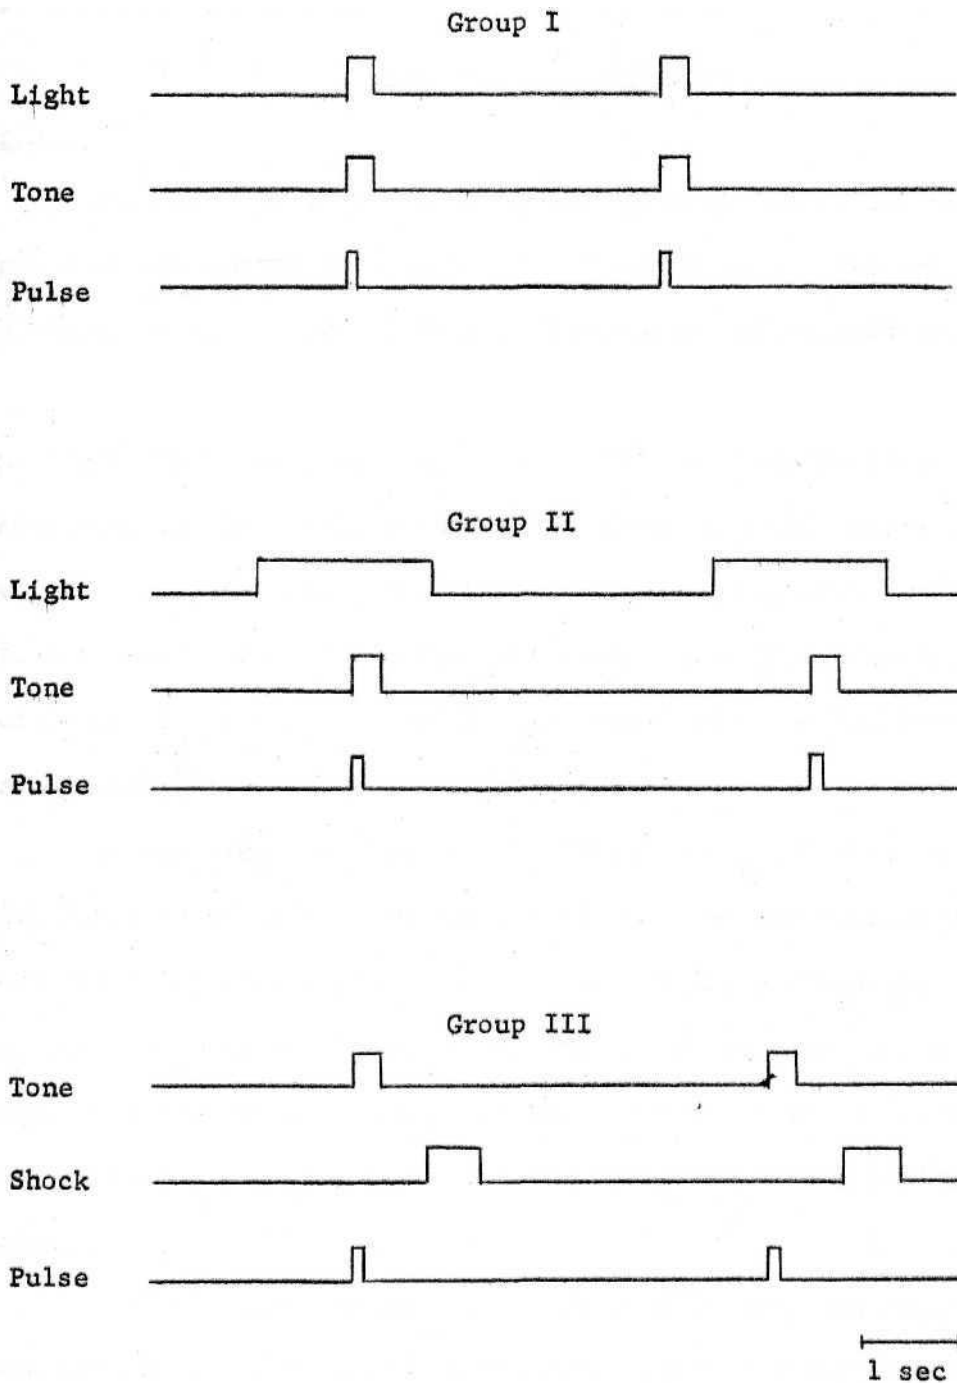 Group I
Light
Tone
Pulse
Group II
Light
Tone
Pulse
Group III
Tone
Shock
Pulse
1 sec